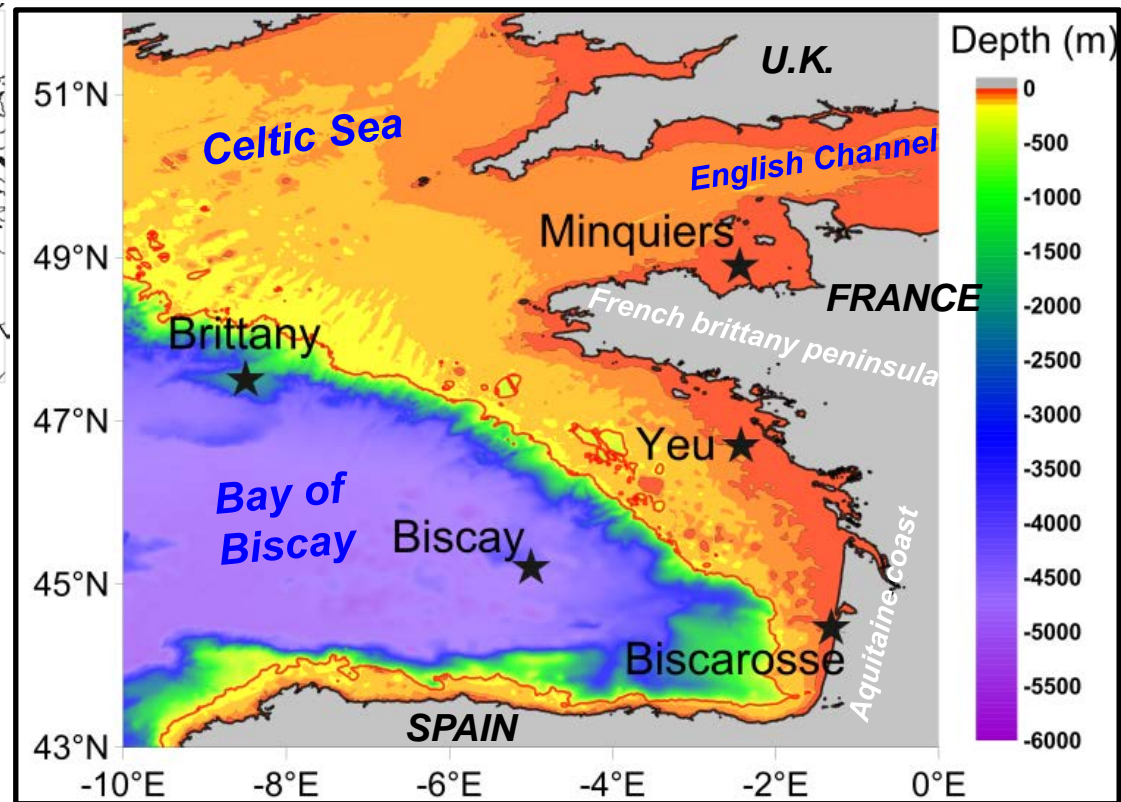 Depth (m)
U.K.
51°N
Celtic Sea
English Channel
Minquiers
49°N
FRANCE
French brittany peninsula
Brittany
47°N
Yeu
Bay of
Biscay
Biscay
45°N
Biscarosse
Aquitaine coast
SPAIN
43°N
-10°E
-8°E
-6°E
-4°E
-2°E
0°E
0
-500
-1000
-1500
-2000
-2500
-3000
-3500
-4000
-4500
-5000
-5500
-6000